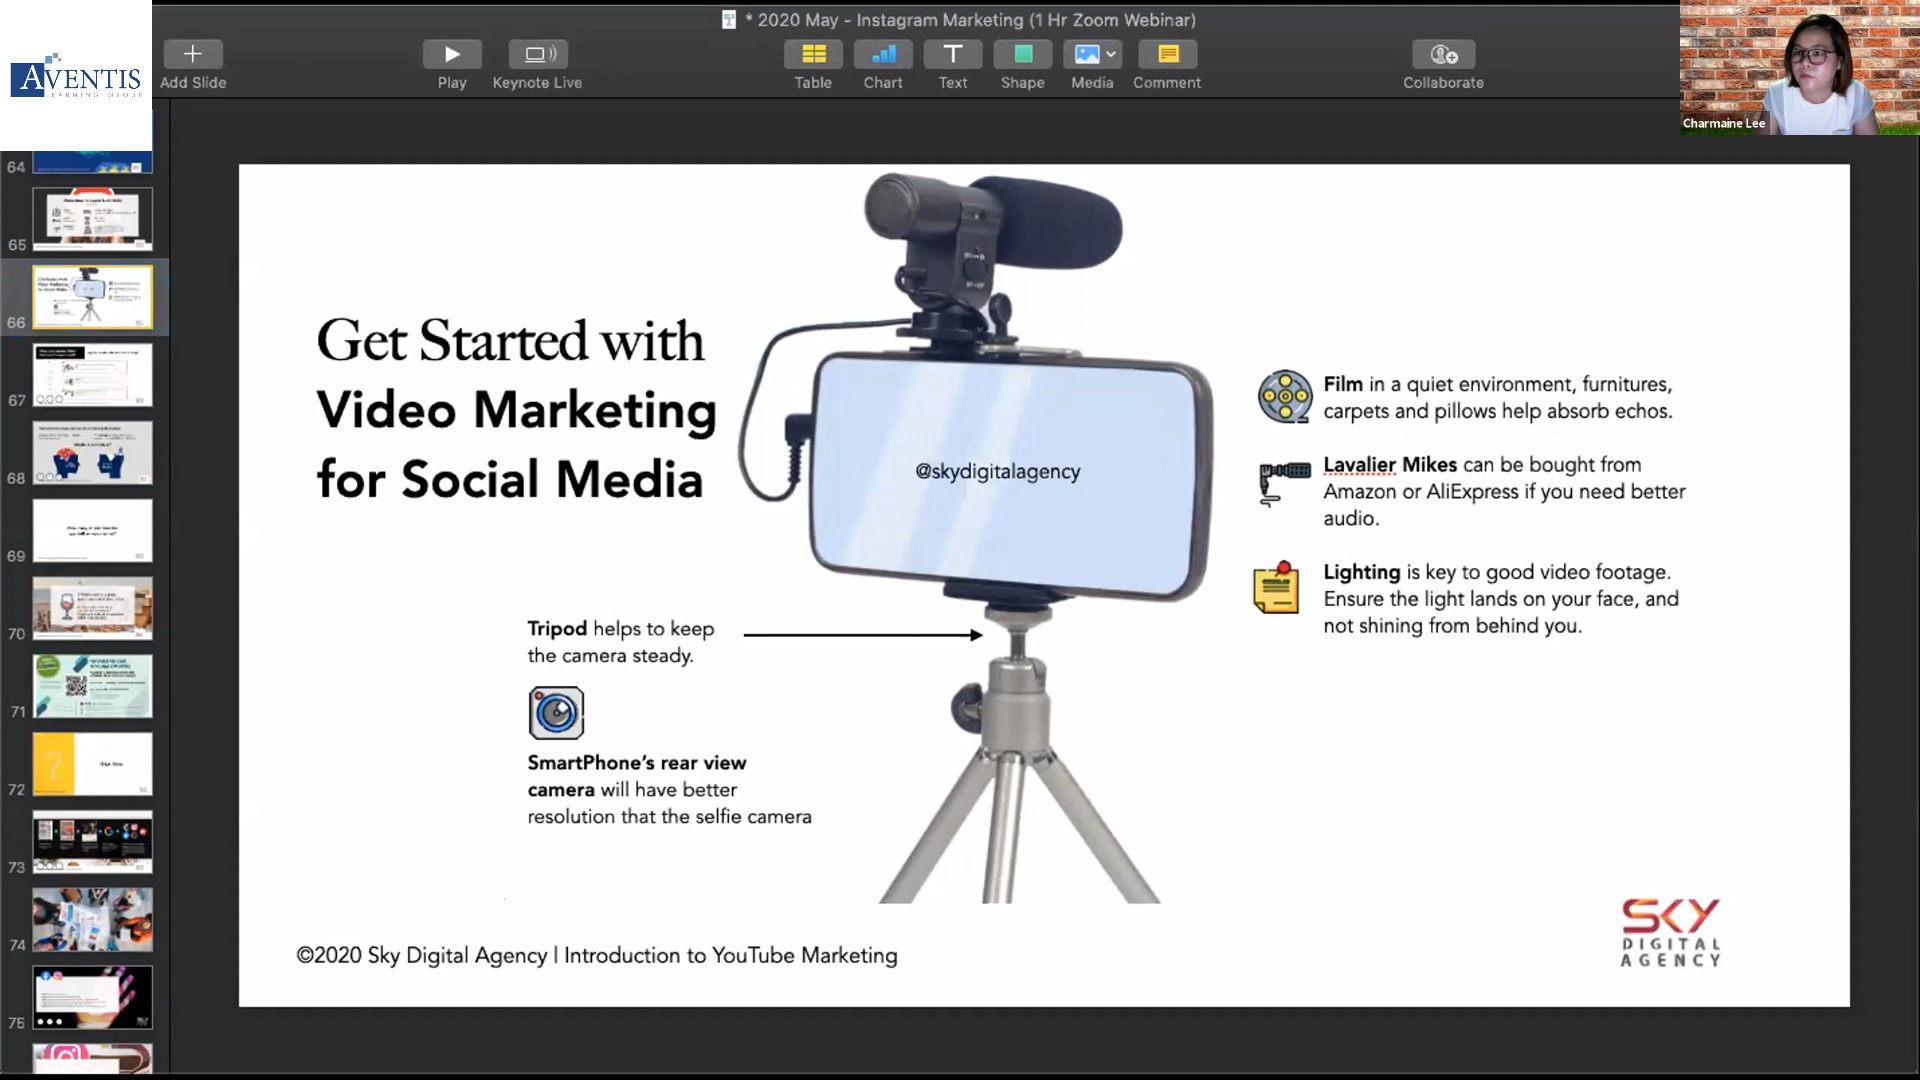 * 2020 May - Instagram Marketing (1 Hr Zoom Webinar)
AVENTIS
LEARNING GROUP
Add Slide
Play
Keynote Live
Table
Chart
Text
Shape
Media
Comment
Collaborate
Charmaine Lee
64
65
66
67
68
69
70
71
72
73
74
75
Get Started with
Video Marketing
for Social Media
@skydigitalagency
Film in a quiet environment, furnitures,
carpets and pillows help absorb echos.
Lavalier Mikes can be bought from
Amazon or AliExpress if you need better
audio.
Lighting is key to good video footage.
Ensure the light lands on your face, and
not shining from behind you.
Tripod helps to keep
the camera steady.
SmartPhone's rear view
camera will have better
resolution that the selfie camera
©2020 Sky Digital Agency | Introduction to YouTube Marketing
SKY
DIGITAL
AGENCY